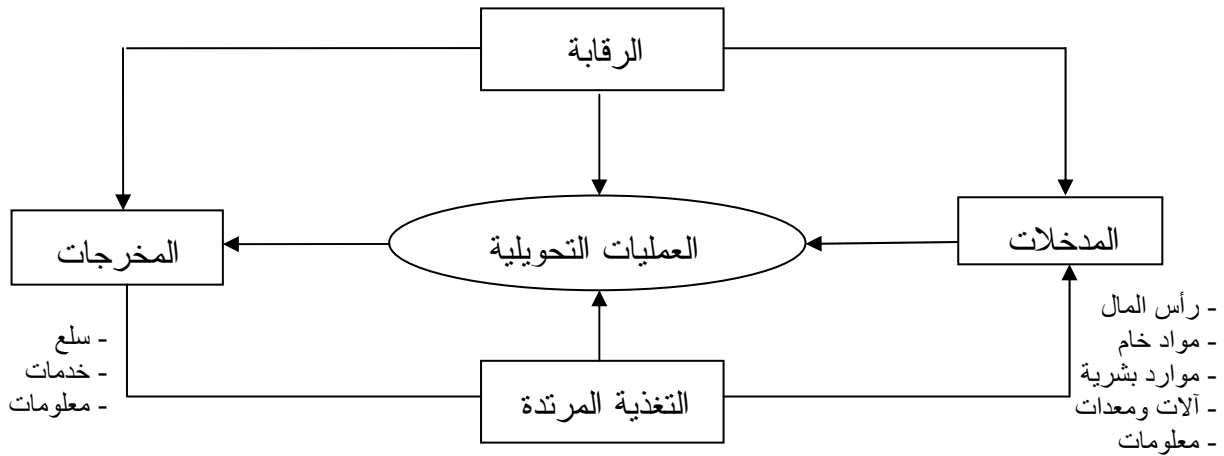 الرقابة
المدخلات
العمليات التحويلية
المخرجات
- رأس المال
- مواد خام
- موارد بشرية
- آلات ومعدات
- معلومات
- سلع
- خدمات
- معلومات
التغذية المرتدة